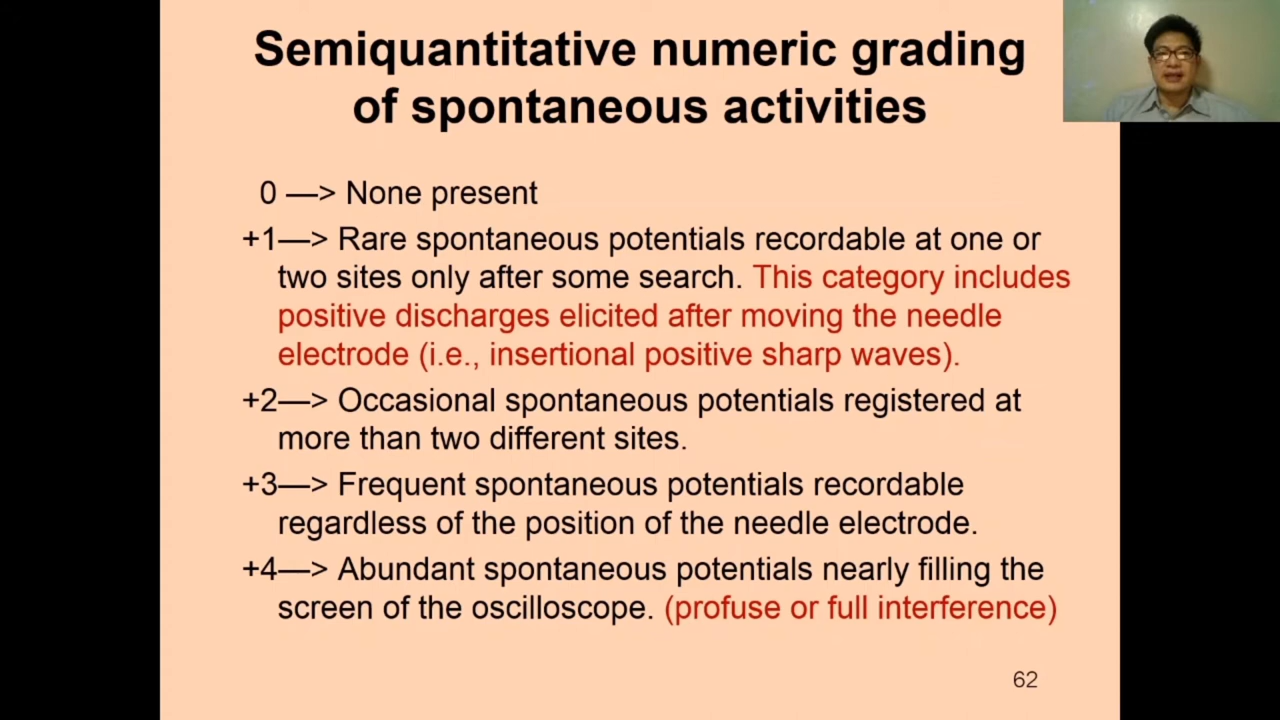 Semiquantitative numeric grading
of spontaneous activities
0 —> None present
+1—> Rare spontaneous potentials recordable at one or
two sites only after some search. This category includes
positive discharges elicited after moving the needle
electrode (i.e., insertional positive sharp waves).
+2—> Occasional spontaneous potentials registered at
more than two different sites.
+3—> Frequent spontaneous potentials recordable
regardless of the position of the needle electrode.
+4—> Abundant spontaneous potentials nearly filling the
screen of the oscilloscope. (profuse or full interference)
62